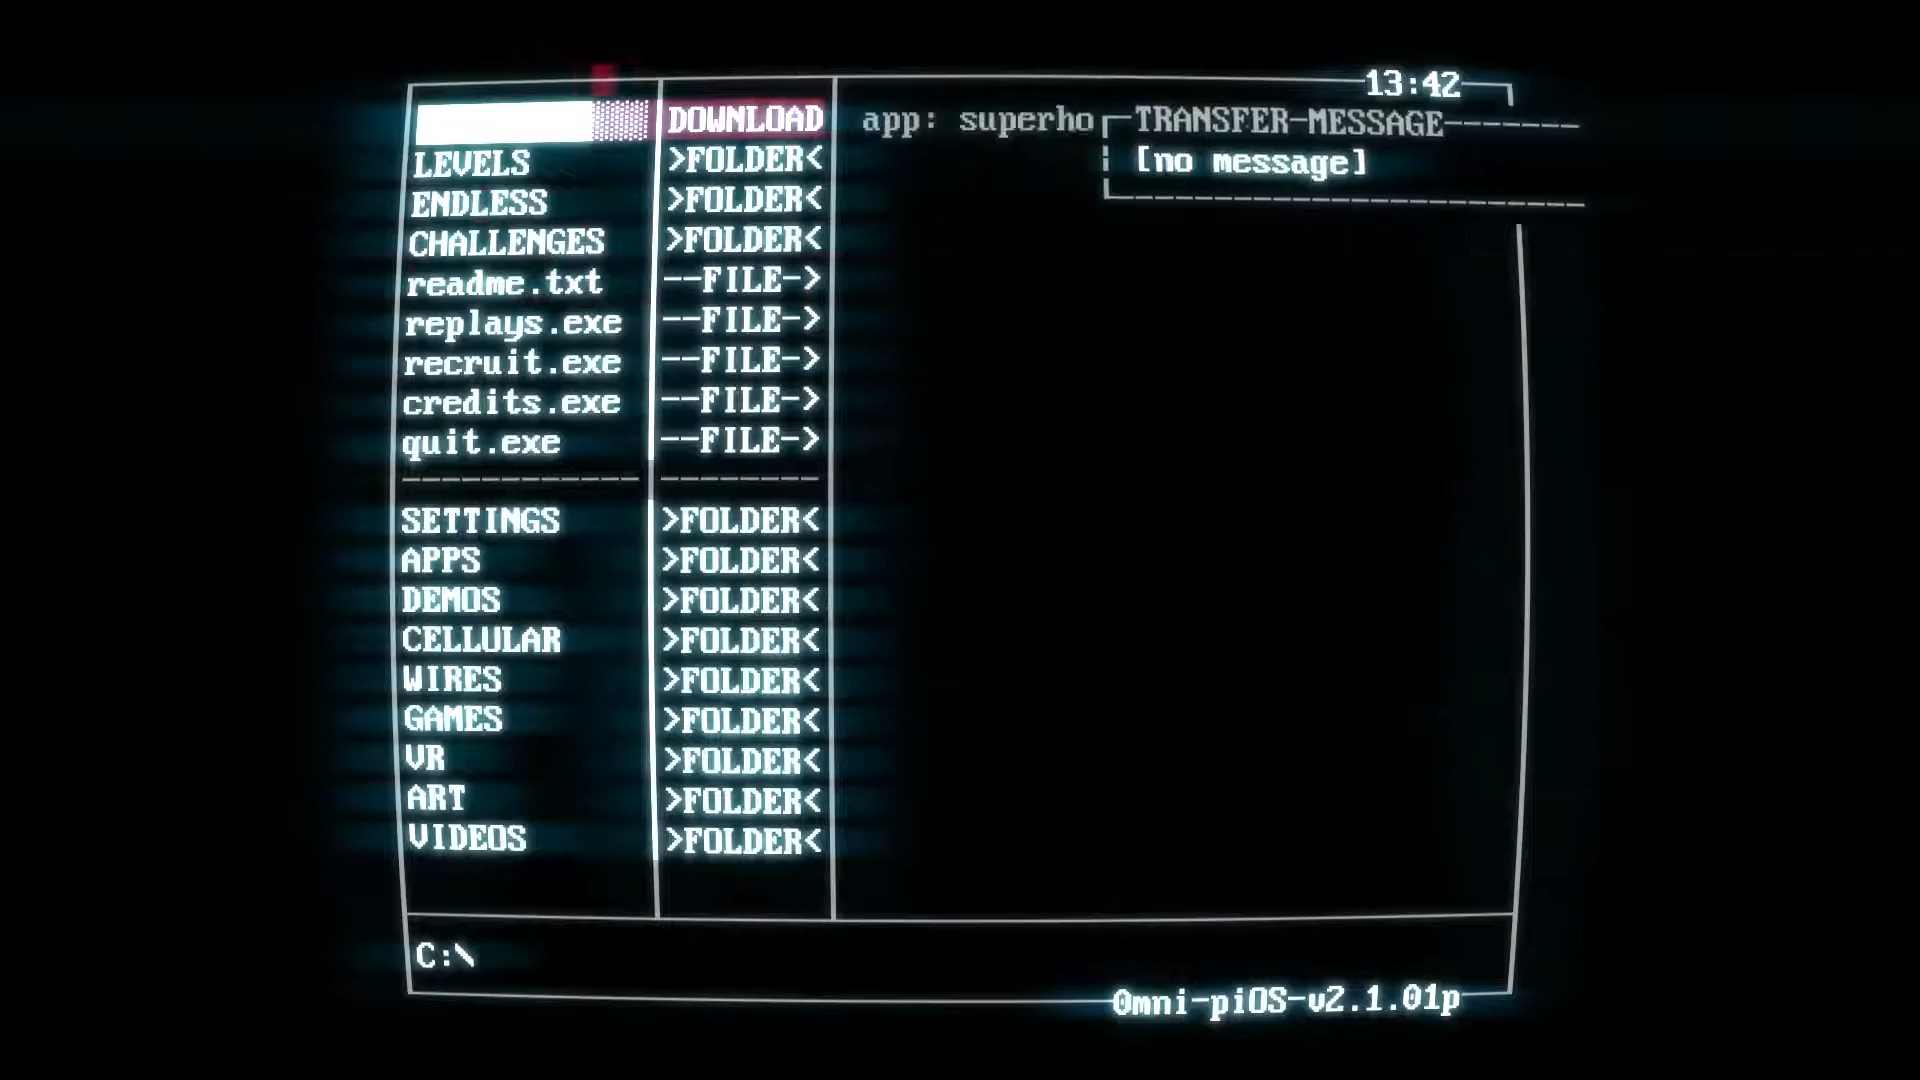 13:42
DOWNLOAD
app: superho
TRANSFER-MESSAGE
[no message]
LEVELS >FOLDER<
ENDLESS >FOLDER<
CHALLENGES >FOLDER<
readme.txt --FILE->
replays.exe --FILE->
recruit.exe --FILE->
credits.exe --FILE->
quit.exe --FILE->
SETTINGS >FOLDER<
APPS >FOLDER<
DEMOS >FOLDER<
CELLULAR >FOLDER<
WIRES >FOLDER<
GAMES >FOLDER<
VR >FOLDER<
ART >FOLDER<
VIDEOS >FOLDER<
C:\
Omni-piOS-v2.1.01p